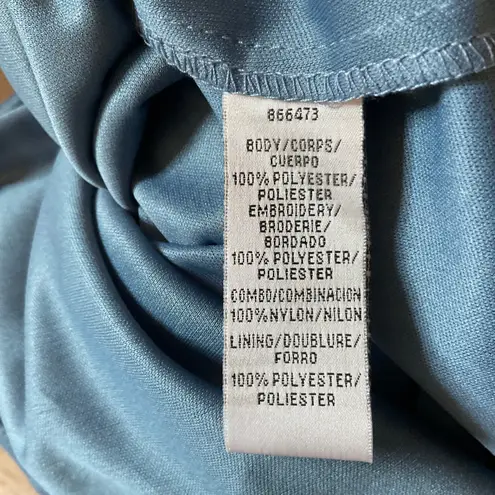 866473
BODY/CORPS/
CUERPO
100% POLYESTER/
POLIESTER
EMBROIDERY/
BRODERIE/
BORDADO
100% POLYESTER/
POLIESTER
COMBO/COMBINACION
100%NYLON/NILON
LINING/DOUBLURE/
FORRO
100% POLYESTER/
POLIESTER